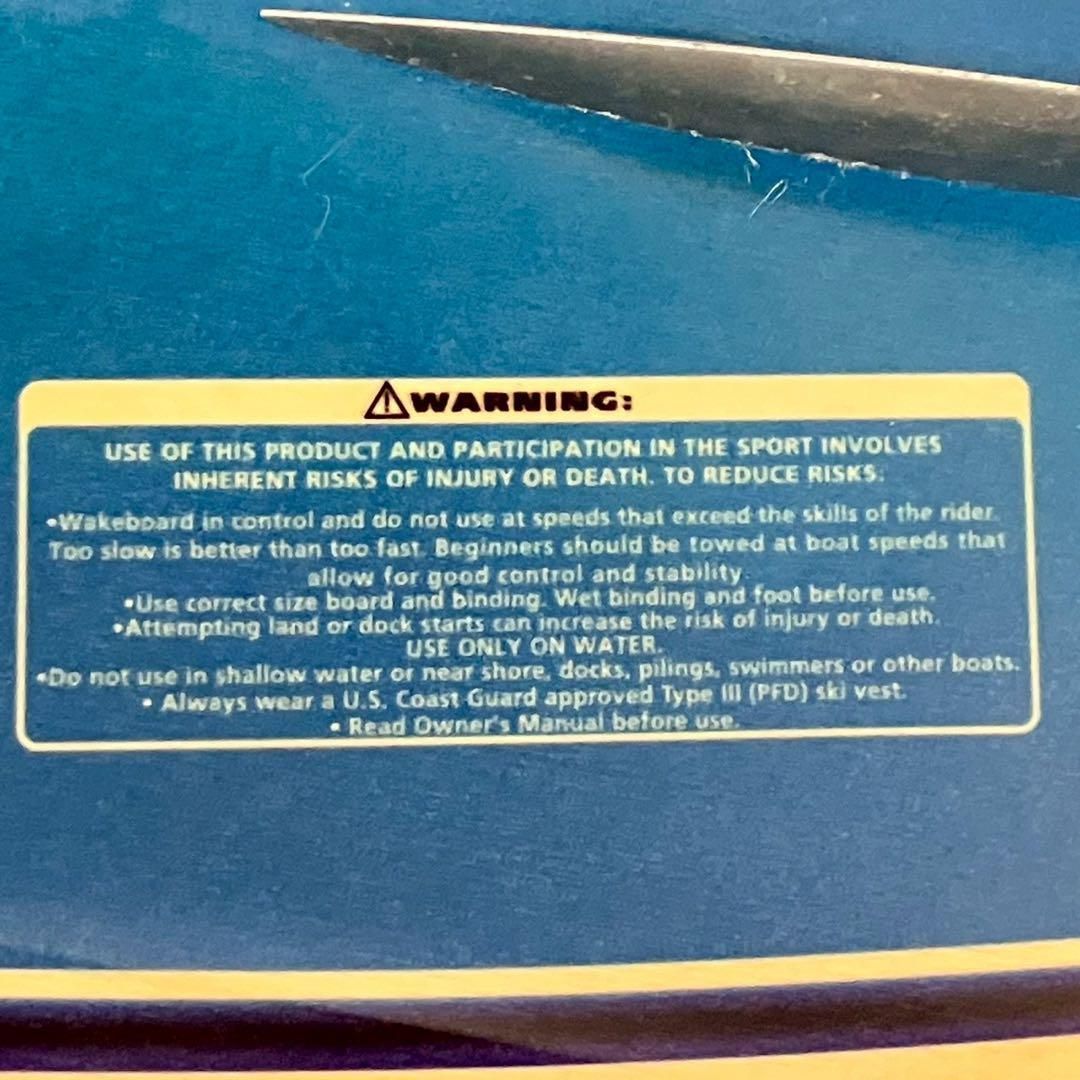 ⚠WARNING:
USE OF THIS PRODUCT AND PARTICIPATION IN THE SPORT INVOLVES
INHERENT RISKS OF INJURY OR DEATH. TO REDUCE RISKS:
•Wakeboard in control and do not use at speeds that exceed the skills of the rider.
Too slow is better than too fast. Beginners should be towed at boat speeds that
allow for good control and stability.
•Use correct size board and binding. Wet binding and foot before use.
•Attempting land or dock starts can increase the risk of injury or death.
USE ONLY ON WATER.
•Do not use in shallow water or near shore, docks, pilings, swimmers or other boats.
• Always wear a U.S. Coast Guard approved Type III (PFD) ski vest.
• Read Owner's Manual before use.